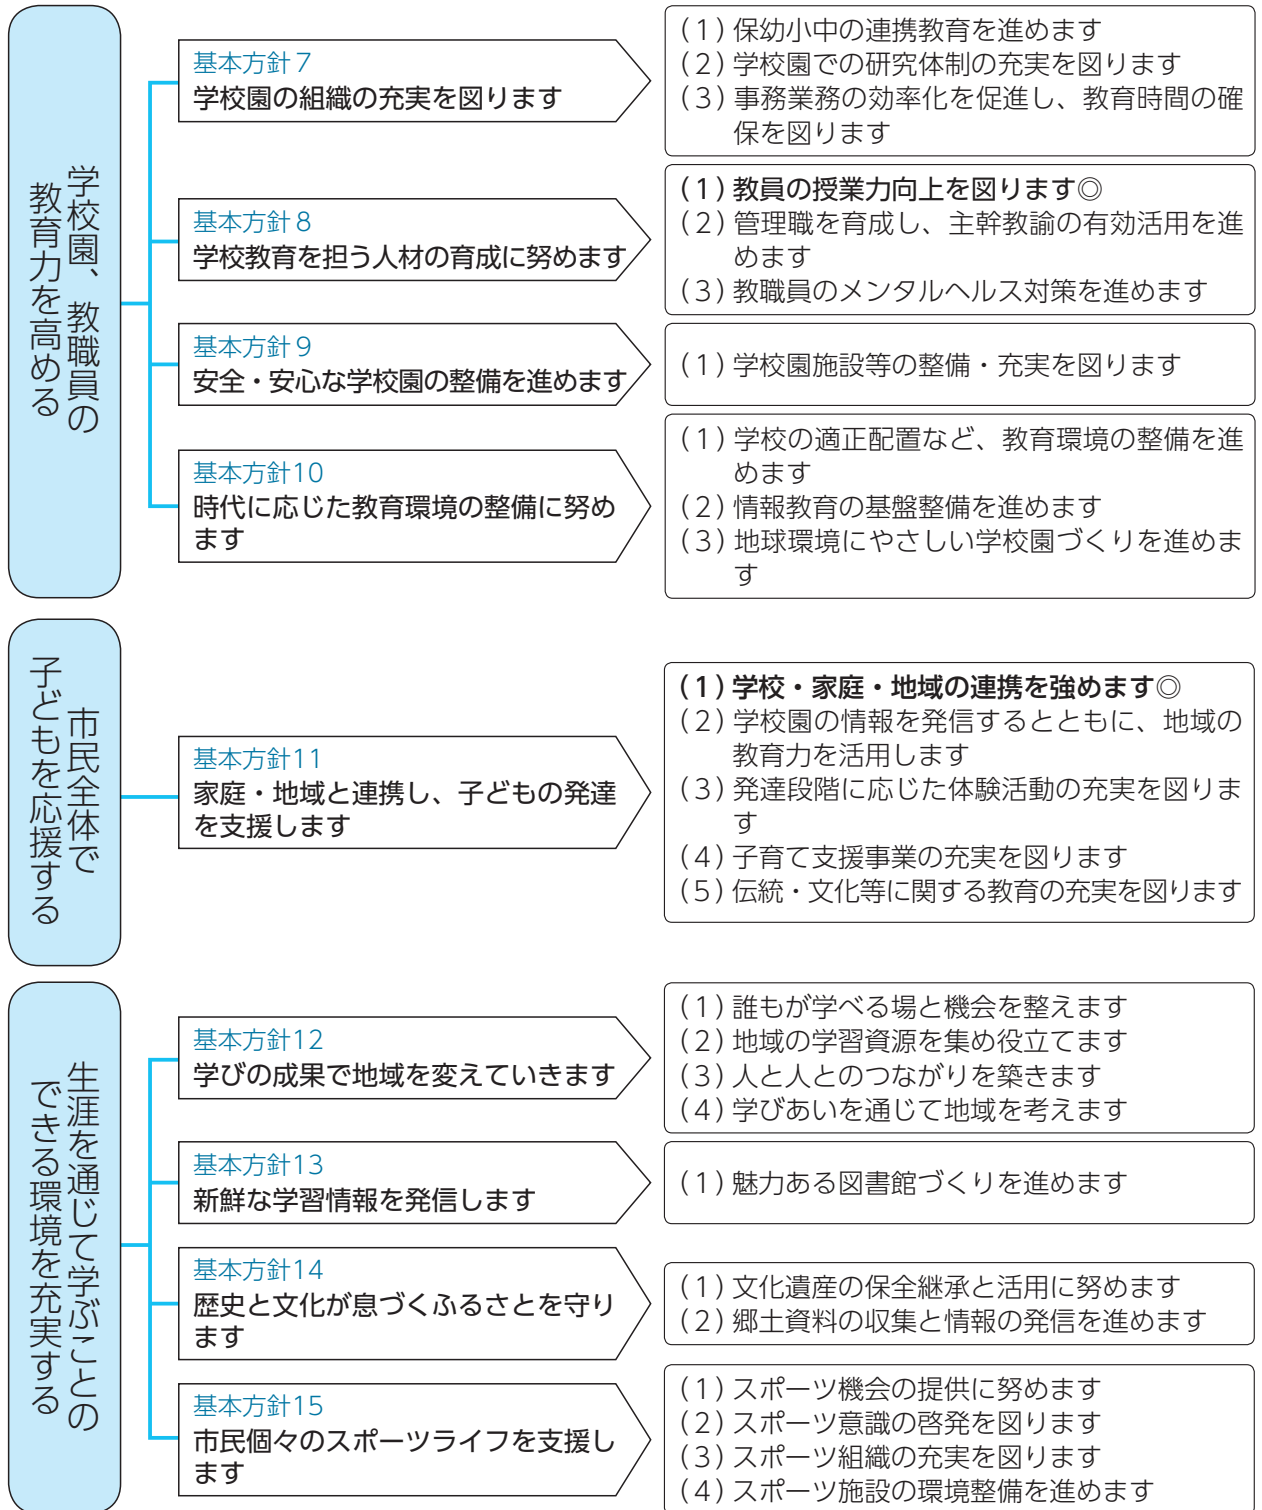 学校園、教職員の
教育力を高める
基本方針7
学校園の組織の充実を図ります
(1)保幼小中の連携教育を進めます
(2)学校園での研究体制の充実を図ります
(3)事務業務の効率化を促進し、教育時間の確
保を図ります
基本方針8
学校教育を担う人材の育成に努めます
(1)教員の授業力向上を図ります◎
(2)管理職を育成し、主幹教諭の有効活用を進
めます
(3)教職員のメンタルヘルス対策を進めます
基本方針9
安全・安心な学校園の整備を進めます
(1)学校園施設等の整備・充実を図ります
基本方針10
時代に応じた教育環境の整備に努め
ます
(1)学校の適正配置など、教育環境の整備を進
めます
(2)情報教育の基盤整備を進めます
(3)地球環境にやさしい学校園づくりを進めま
す
市民全体で
子どもを応援する
基本方針11
家庭・地域と連携し、子どもの発達
を支援します
(1)学校・家庭・地域の連携を強めます◎
(2)学校園の情報を発信するとともに、地域の
教育力を活用します
(3)発達段階に応じた体験活動の充実を図りま
す
(4)子育て支援事業の充実を図ります
(5)伝統・文化等に関する教育の充実を図ります
生涯を通じて学ぶことの
できる環境を充実する
基本方針12
学びの成果で地域を変えていきます
(1)誰もが学べる場と機会を整えます
(2)地域の学習資源を集め役立てます
(3)人と人とのつながりを築きます
(4)学びあいを通じて地域を考えます
基本方針13
新鮮な学習情報を発信します
(1)魅力ある図書館づくりを進めます
基本方針14
歴史と文化が息づくふるさとを守り
ます
(1)文化遺産の保全継承と活用に努めます
(2)郷土資料の収集と情報の発信を進めます
基本方針15
市民個々のスポーツライフを支援し
ます
(1)スポーツ機会の提供に努めます
(2)スポーツ意識の啓発を図ります
(3)スポーツ組織の充実を図ります
(4)スポーツ施設の環境整備を進めます